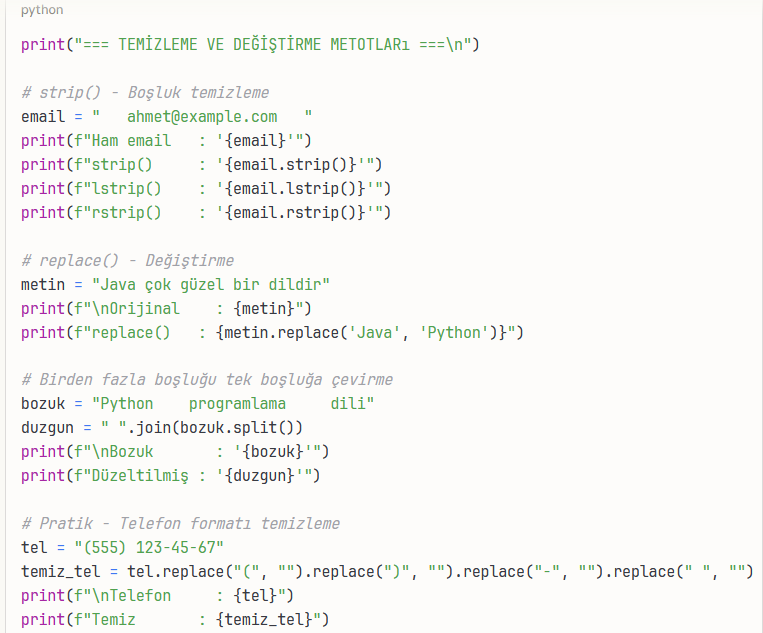 python
print("=== TEMİZLEME VE DEĞİŞTİRME METOTLARı ===\n")
# strip() - Boşluk temizleme
email = "   ahmet@example.com   "
print(f"Ham email   : '{email}'")
print(f"strip()     : '{email.strip()}'")
print(f"lstrip()    : '{email.lstrip()}'")
print(f"rstrip()    : '{email.rstrip()}'")
# replace() - Değiştirme
metin = "Java çok güzel bir dildir"
print(f"\nOrijinal    : {metin}")
print(f"replace()   : {metin.replace('Java', 'Python')}")
# Birden fazla boşluğu tek boşluğa çevirme
bozuk = "Python    programlama     dili"
duzgun = " ".join(bozuk.split())
print(f"\nBozuk       : '{bozuk}'")
print(f"Düzeltilmiş : '{duzgun}'")
# Pratik - Telefon formatı temizleme
tel = "(555) 123-45-67"
temiz_tel = tel.replace("(", "").replace(")", "").replace("-", "").replace(" ", "")
print(f"\nTelefon     : {tel}")
print(f"Temiz       : {temiz_tel}")